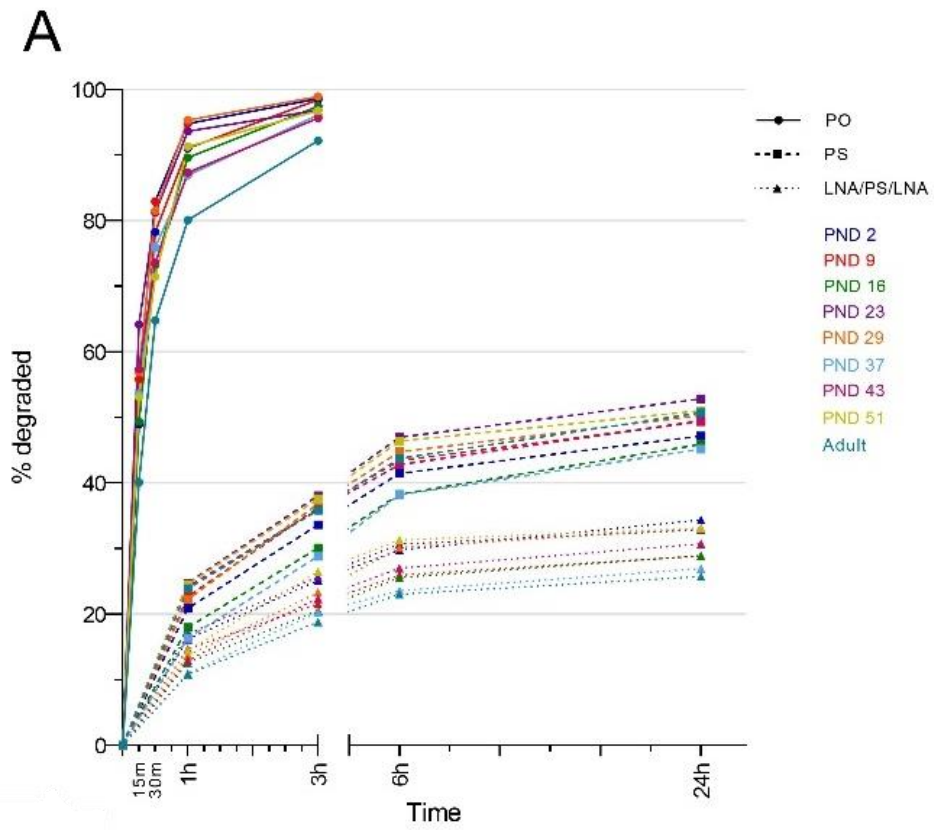 A
100
80
60
40
20
0
% degraded
15m
30m
1h
3h
6h
24h
Time
PO
PS
LNA/PS/LNA
PND 2
PND 9
PND 16
PND 23
PND 29
PND 37
PND 43
PND 51
Adult